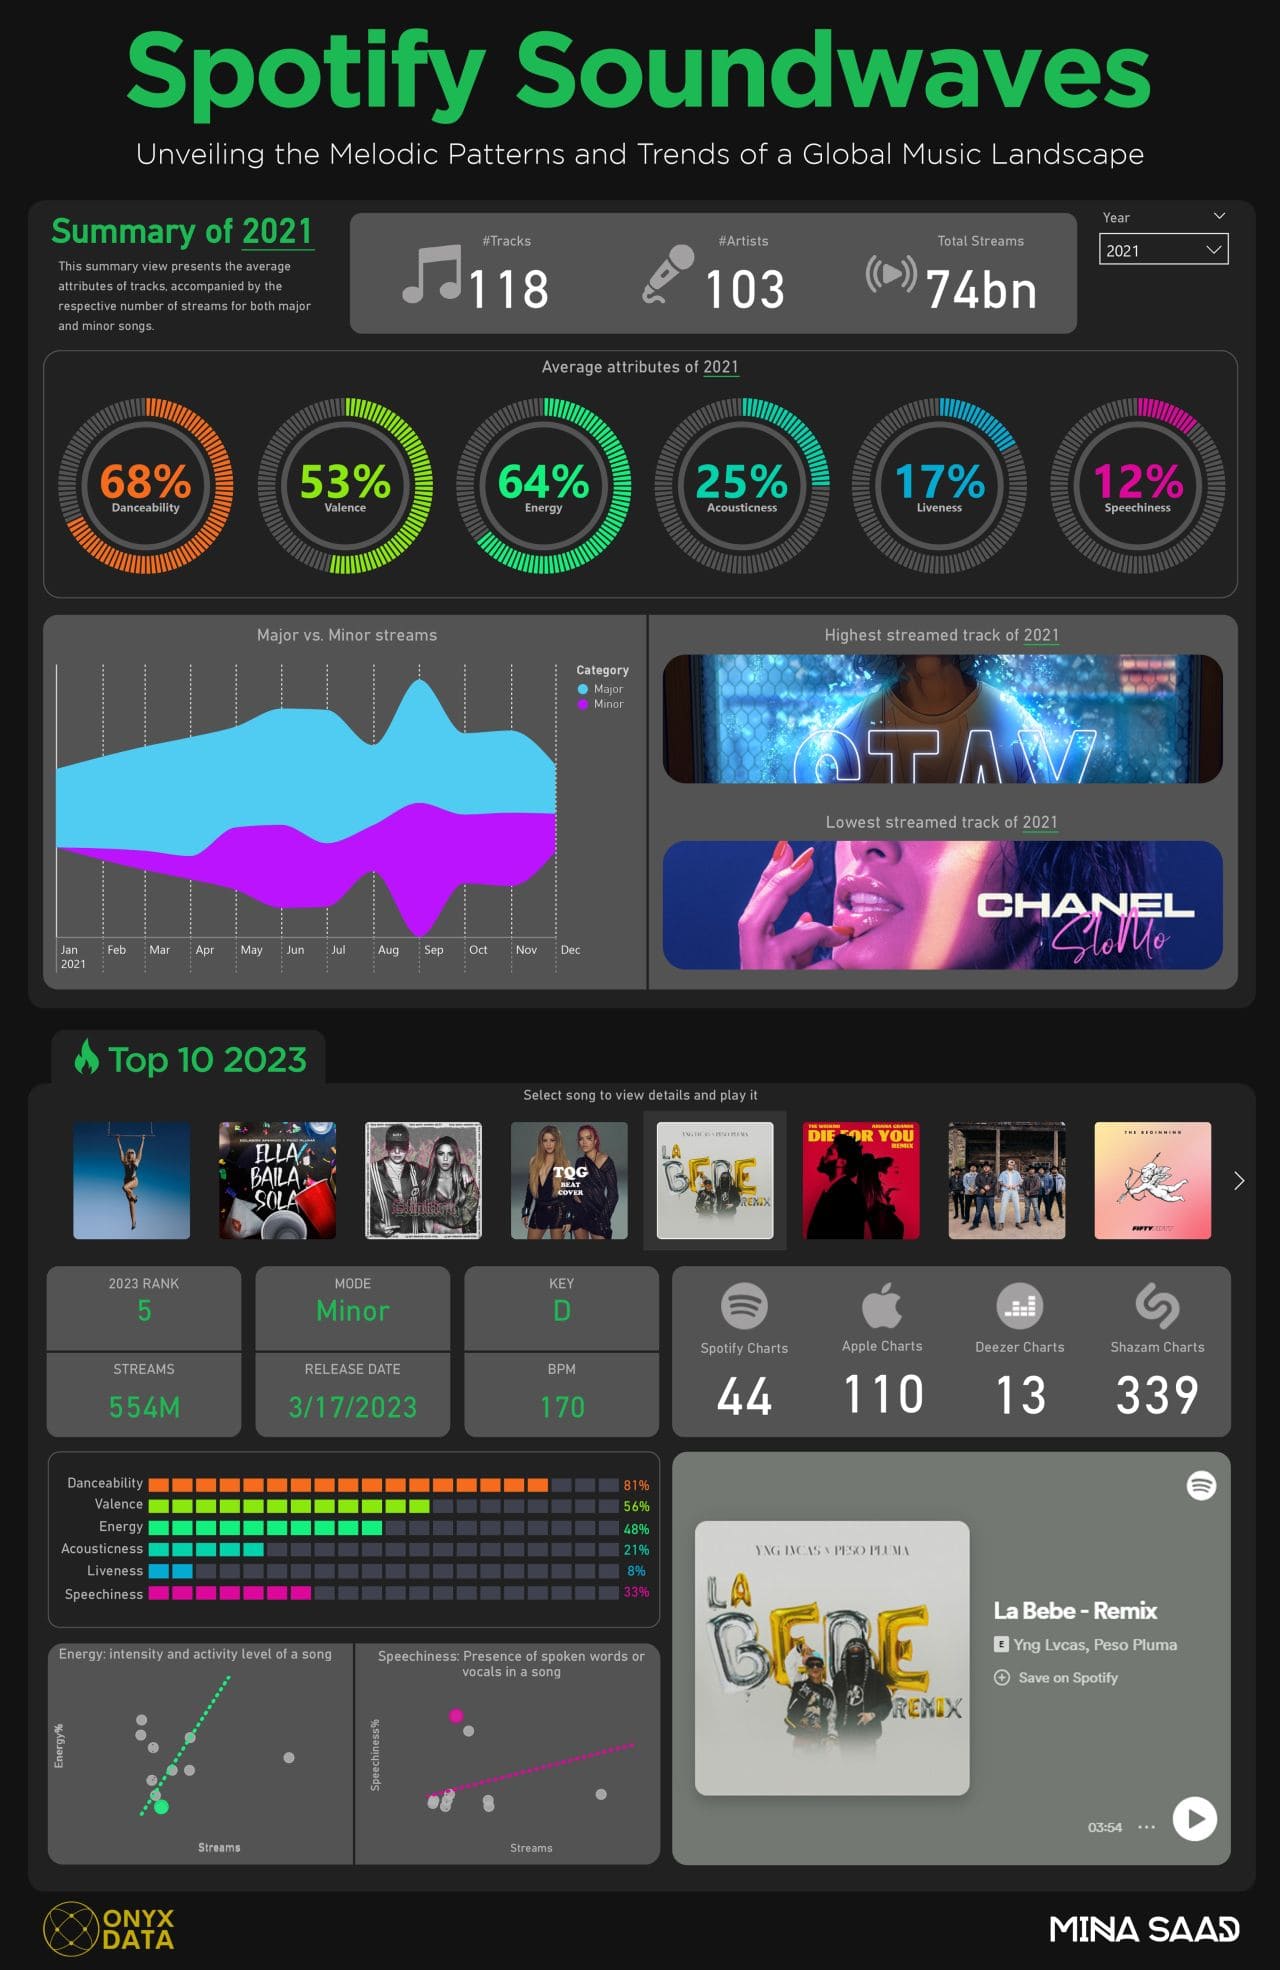 Spotify Soundwaves
Unveiling the Melodic Patterns and Trends of a Global Music Landscape
Summary of 2021
This summary view presents the average
attributes of tracks, accompanied by the
respective number of streams for both major
and minor songs.
#Tracks
118
#Artists
103
Total Streams
74bn
Year
2021
Average attributes of 2021
68%
Danceability
53%
Valence
64%
Energy
25%
Acousticness
17%
Liveness
12%
Speechiness
Major vs. Minor streams
Category
Major
Minor
Jan
2021
Feb
Mar
Apr
May
Jun
Jul
Aug
Sep
Oct
Nov
Dec
Highest streamed track of 2021
STAY
Lowest streamed track of 2021
CHANEL
SloMo
Top 10 2023
Select song to view details and play it
ELLA
BAILA
SOLA
TQG
BEAT
COVER
YNG LVCAS x PESO PLUMA
LA
BEBE
REMIX
THE WEEKND ARIANA GRANDE
DIE FOR YOU
REMIX
THE BEGINNING
FIFTY FIFTY
2023 RANK
5
MODE
Minor
KEY
D
STREAMS
554M
RELEASE DATE
3/17/2023
BPM
170
Spotify Charts
44
Apple Charts
110
Deezer Charts
13
Shazam Charts
339
Danceability 81%
Valence 56%
Energy 48%
Acousticness 21%
Liveness 8%
Speechiness 33%
Energy: intensity and activity level of a song
Energy%
Streams
Speechiness: Presence of spoken words or
vocals in a song
Speechiness%
Streams
YNG LVCAS x PESO PLUMA
LA
BEBE
REMIX
La Bebe - Remix
E Yng Lvcas, Peso Pluma
Save on Spotify
03:54
ONYX
DATA
MINA SAAD